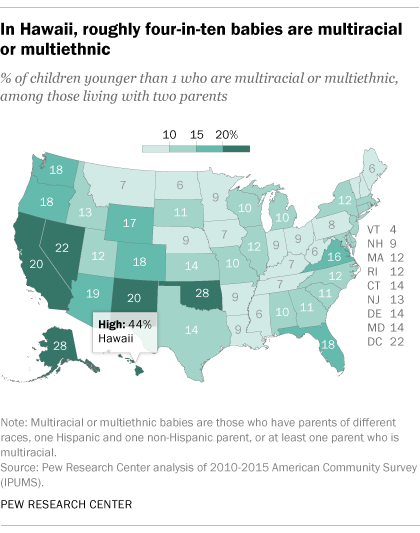 In Hawaii, roughly four-in-ten babies are multiracial
or multiethnic
% of children younger than 1 who are multiracial or multiethnic,
among those living with two parents
10 15 20%
18
7
6
9
10
10
6
18
13
17
11
9
7
12
9
9
8
12
20
22
12
18
14
10
7
6
16
12
19
20
28
9
7
11
14
9
6
10
11
18
28
High: 44%
Hawaii
VT 4
NH 9
MA 12
RI 12
CT 14
NJ 13
DE 14
MD 14
DC 22
Note: Multiracial or multiethnic babies are those who have parents of different
races, one Hispanic and one non-Hispanic parent, or at least one parent who is
multiracial.
Source: Pew Research Center analysis of 2010-2015 American Community Survey
(IPUMS).
PEW RESEARCH CENTER